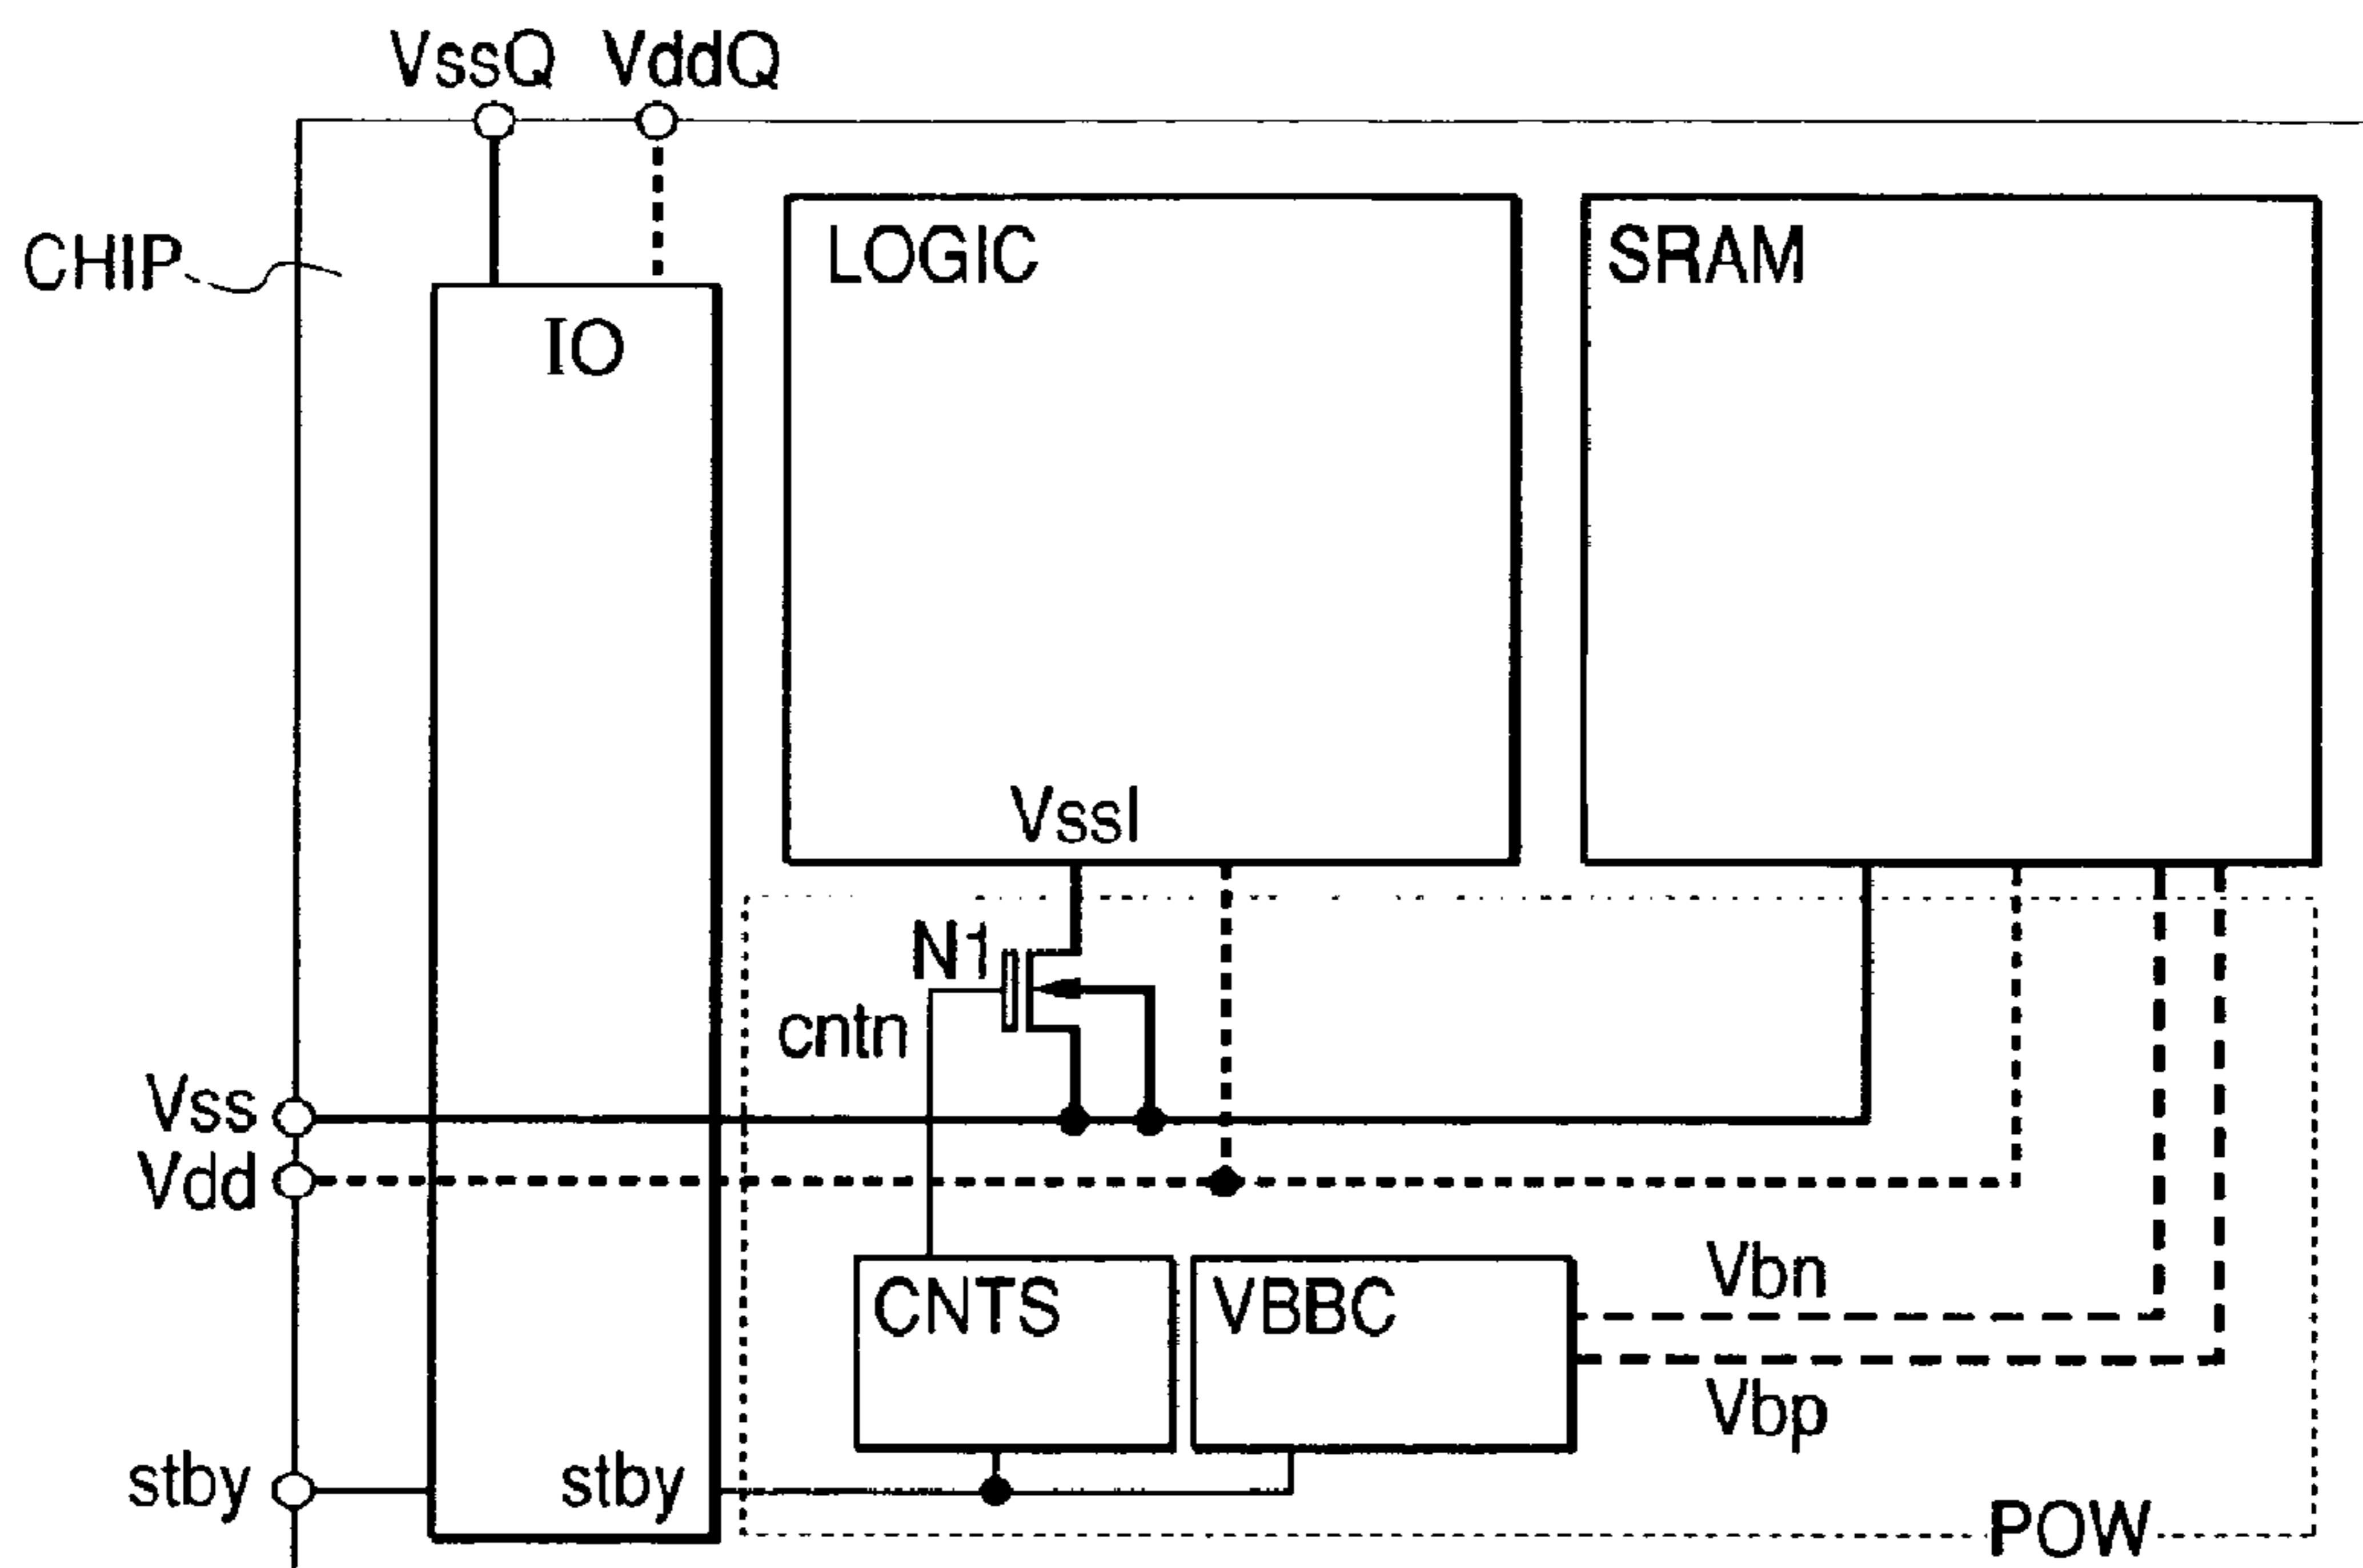 VssQ VddQ
CHIP
LOGIC
SRAM
IO
VssI
N1
cntn
Vss
Vdd
CNTS
VBBC
Vbn
Vbp
stby
stby
POW